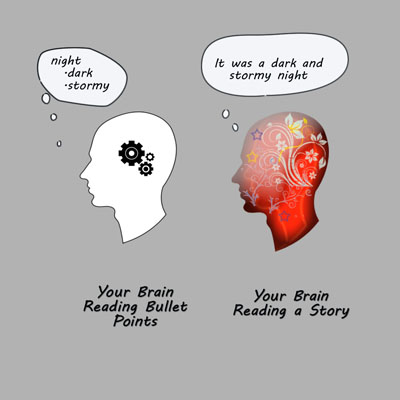 night
·dark
·stormy
It was a dark and
stormy night
Your Brain
Reading Bullet
Points
Your Brain
Reading a Story